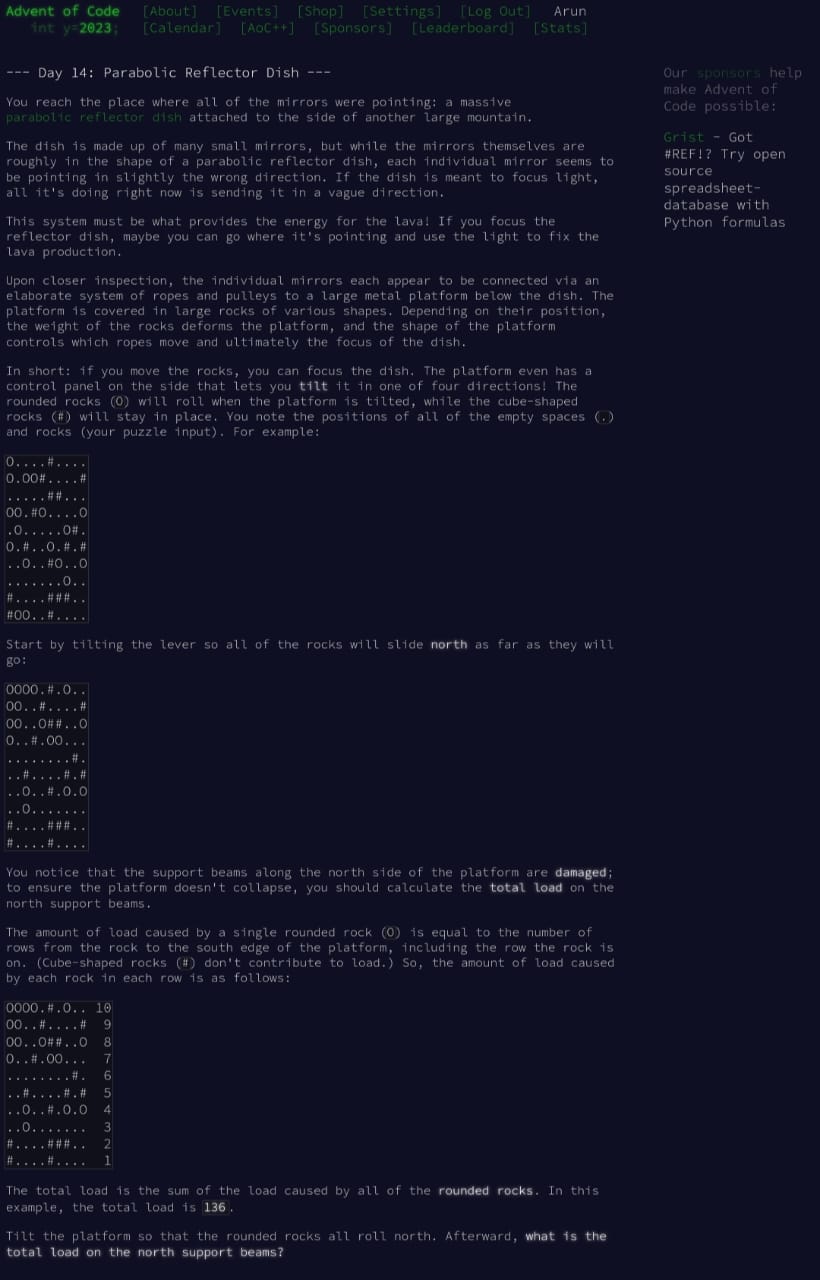 Advent of Code [About] [Events] [Shop] [Settings] [Log Out] Arun
int y=2023; [Calendar] [AoC++] [Sponsors] [Leaderboard] [Stats]
--- Day 14: Parabolic Reflector Dish ---
You reach the place where all of the mirrors were pointing: a massive
parabolic reflector dish attached to the side of another large mountain.
The dish is made up of many small mirrors, but while the mirrors themselves are
roughly in the shape of a parabolic reflector dish, each individual mirror seems to
be pointing in slightly the wrong direction. If the dish is meant to focus light,
all it's doing right now is sending it in a vague direction.
This system must be what provides the energy for the lava! If you focus the
reflector dish, maybe you can go where it's pointing and use the light to fix the
lava production.
Upon closer inspection, the individual mirrors each appear to be connected via an
elaborate system of ropes and pulleys to a large metal platform below the dish. The
platform is covered in large rocks of various shapes. Depending on their position,
the weight of the rocks deforms the platform, and the shape of the platform
controls which ropes move and ultimately the focus of the dish.
In short: if you move the rocks, you can focus the dish. The platform even has a
control panel on the side that lets you tilt it in one of four directions! The
rounded rocks (O) will roll when the platform is tilted, while the cube-shaped
rocks (#) will stay in place. You note the positions of all of the empty spaces (.)
and rocks (your puzzle input). For example:
O....#....
O.OO#....#
.....##...
OO.#O....O
.O.....O#.
O.#..O.#.#
..O..#O..O
.......O..
#....###..
#OO..#....
Start by tilting the lever so all of the rocks will slide north as far as they will
go:
OOOO.#.O..
OO..#....#
OO..O##..O
O..#.OO...
........#.
..#....#.#
..O..#.O.O
..O.......
#....###..
#....#....
You notice that the support beams along the north side of the platform are damaged;
to ensure the platform doesn't collapse, you should calculate the total load on the
north support beams.
The amount of load caused by a single rounded rock (O) is equal to the number of
rows from the rock to the south edge of the platform, including the row the rock is
on. (Cube-shaped rocks (#) don't contribute to load.) So, the amount of load caused
by each rock in each row is as follows:
OOOO.#.O.. 10
OO..#....#  9
OO..O##..O  8
O..#.OO...  7
........#.  6
..#....#.#  5
..O..#.O.O  4
..O.......  3
#....###..  2
#....#....  1
The total load is the sum of the load caused by all of the rounded rocks. In this
example, the total load is 136.
Tilt the platform so that the rounded rocks all roll north. Afterward, what is the
total load on the north support beams?
Our sponsors help
make Advent of
Code possible:
Grist - Got
#REF!? Try open
source
spreadsheet-
database with
Python formulas